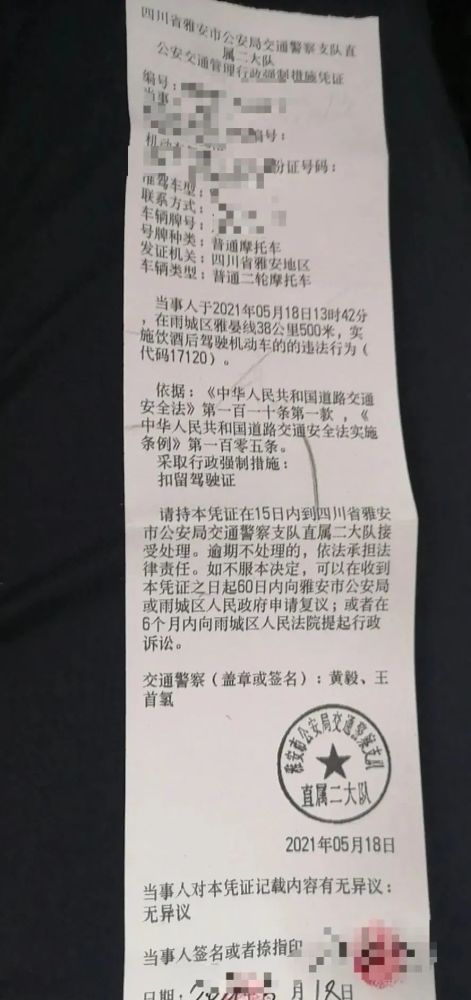 四川省雅安市公安局交通警察支队直
属二大队
公安交通管理行政强制措施凭证
编号:
当事
编号:
机动
份证号码:
准驾车型:
联系方式:
车辆牌号:
号牌种类: 普通摩托车
发证机关: 四川省雅安地区
车辆类型: 普通二轮摩托车
当事人于2021年05月18日13时42分
,在雨城区雅晏线38公里500米,实
施饮酒后驾驶机动车的的违法行为(
代码17120)。
依据:《中华人民共和国道路交通
安全法》第一百一十条第一款,《
中华人民共和国道路交通安全法实施
条例》第一百零五条。
采取行政强制措施:
扣留驾驶证
请持本凭证在15日内到四川省雅安
市公安局交通警察支队直属二大队接
受处理。逾期不处理的,依法承担法
律责任。如不服本决定,可以在收到
本凭证之日起60日内向雅安市公安局
或雨城区人民政府申请复议;或者在
6个月内向雨城区人民法院提起行政
诉讼。
交通警察(盖章或签名):黄毅、王
首氢
雅安市公安局交通警察支队
直属二大队
2021年05月18日
当事人对本凭证记载内容有无异议:
无异议
当事人签名或者捺指印
日期: 月18日